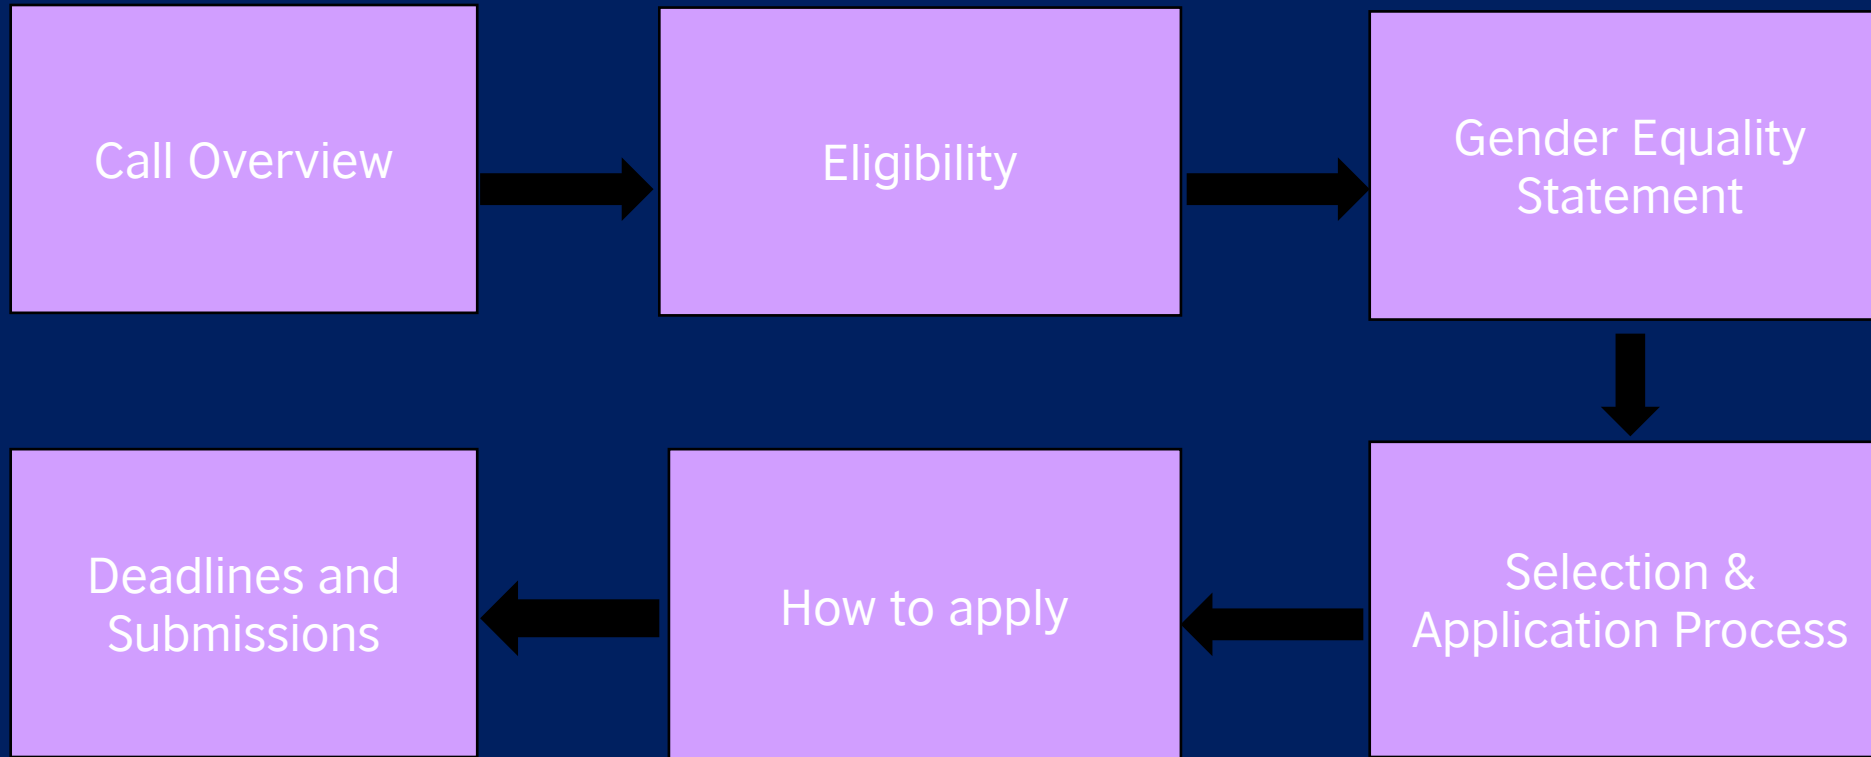 Call Overview
Eligibility
Gender Equality
Statement
Selection &
Application Process
How to apply
Deadlines and
Submissions